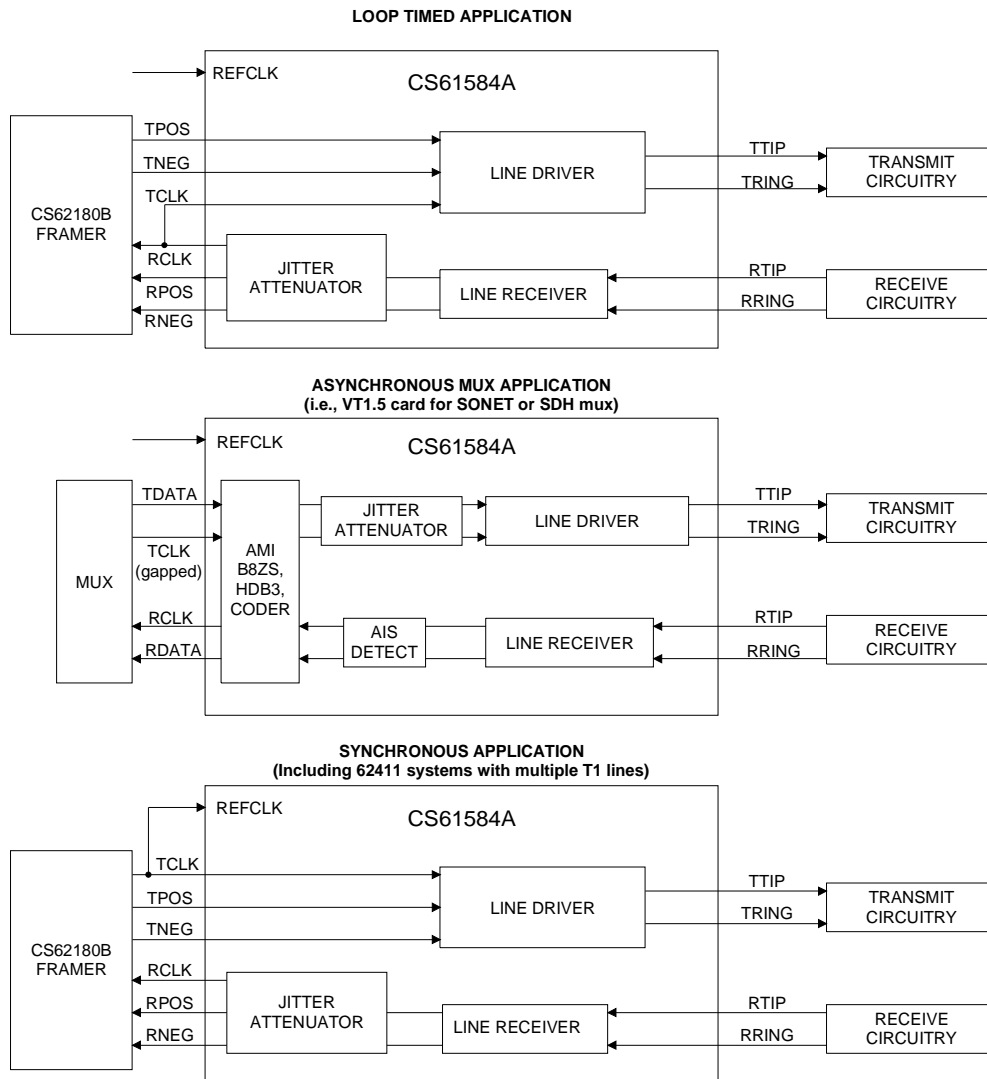 LOOP TIMED APPLICATION
REFCLK
CS61584A
CS62180B
FRAMER
TPOS
TNEG
TCLK
RCLK
RPOS
RNEG
LINE DRIVER
JITTER
ATTENUATOR
LINE RECEIVER
TTIP
TRING
RTIP
RRING
TRANSMIT
CIRCUITRY
RECEIVE
CIRCUITRY
ASYNCHRONOUS MUX APPLICATION
(i.e., VT1.5 card for SONET or SDH mux)
REFCLK
CS61584A
MUX
TDATA
TCLK
(gapped)
RCLK
RDATA
AMI
B8ZS,
HDB3,
CODER
JITTER
ATTENUATOR
LINE DRIVER
AIS
DETECT
LINE RECEIVER
TTIP
TRING
RTIP
RRING
TRANSMIT
CIRCUITRY
RECEIVE
CIRCUITRY
SYNCHRONOUS APPLICATION
(Including 62411 systems with multiple T1 lines)
REFCLK
CS61584A
CS62180B
FRAMER
TCLK
TPOS
TNEG
RCLK
RPOS
RNEG
LINE DRIVER
JITTER
ATTENUATOR
LINE RECEIVER
TTIP
TRING
RTIP
RRING
TRANSMIT
CIRCUITRY
RECEIVE
CIRCUITRY